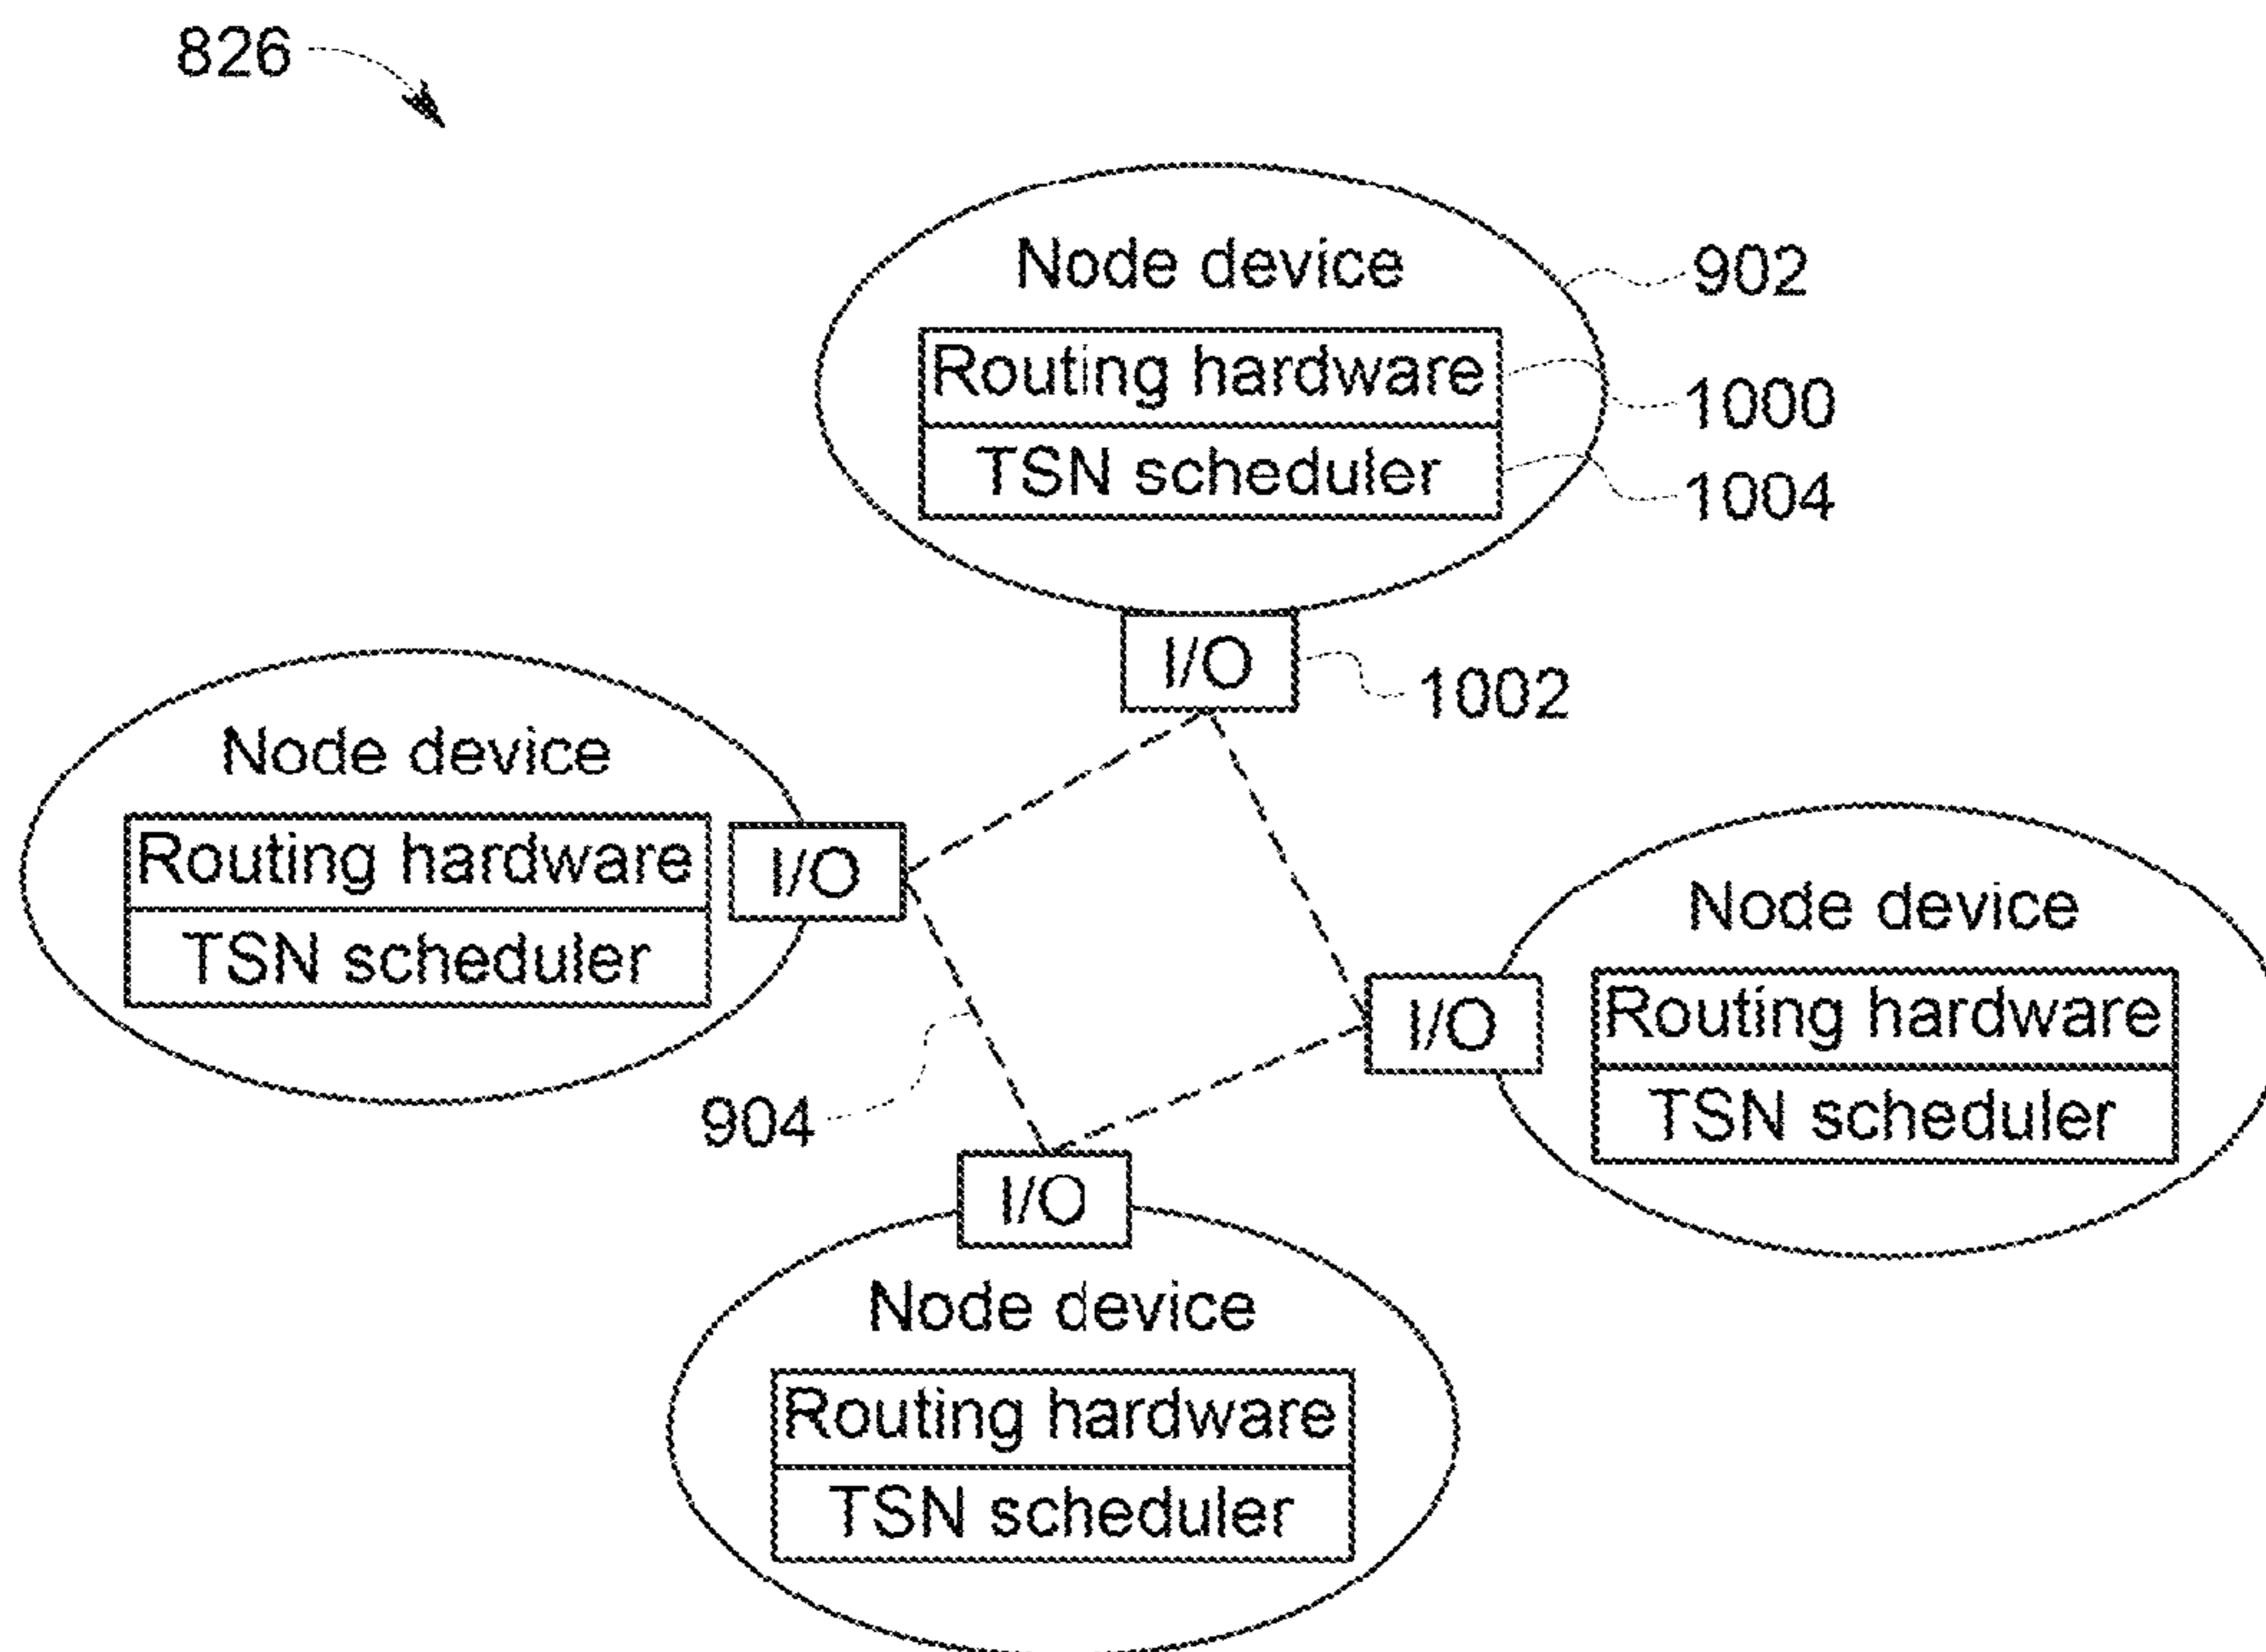 826
Node device
902
Routing hardware
1000
TSN scheduler
1004
I/O
1002
Node device
Routing hardware
I/O
TSN scheduler
Node device
I/O
Routing hardware
TSN scheduler
904
I/O
Node device
Routing hardware
TSN scheduler